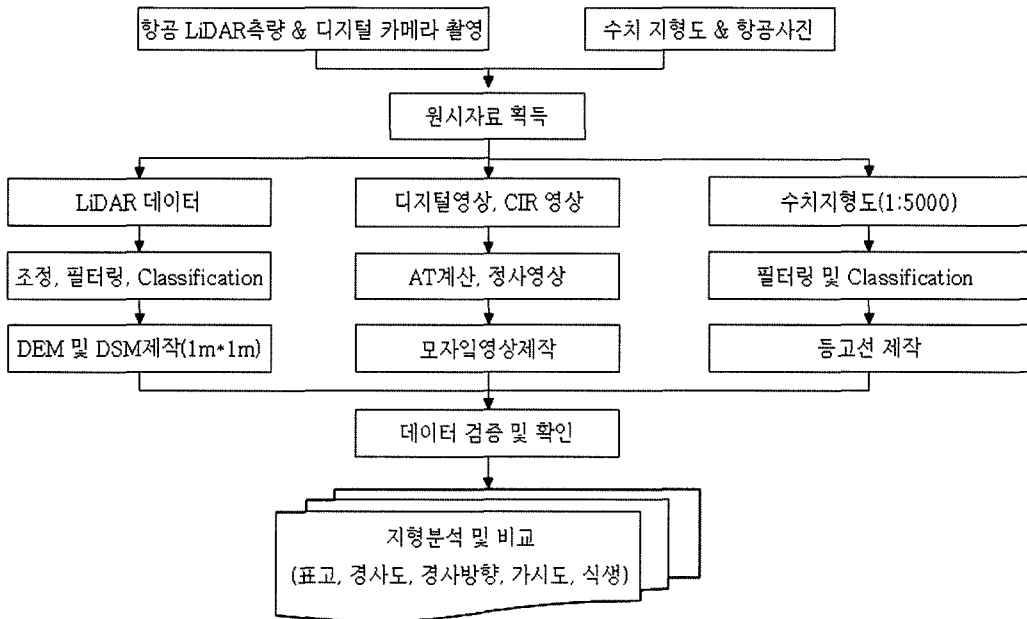 항공 LiDAR측량 & 디지털 카메라 촬영
수치 지형도 & 항공사진
원시자료 획득
LiDAR 데이터
디지털영상, CIR 영상
수치지형도(1:5000)
조정, 필터링, Classification
AT계산, 정사영상
필터링 및 Classification
DEM 및 DSM제작(1m*1m)
모자익영상제작
등고선 제작
데이터 검증 및 확인
지형분석 및 비교
(표고, 경사도, 경사방향, 가시도, 식생)